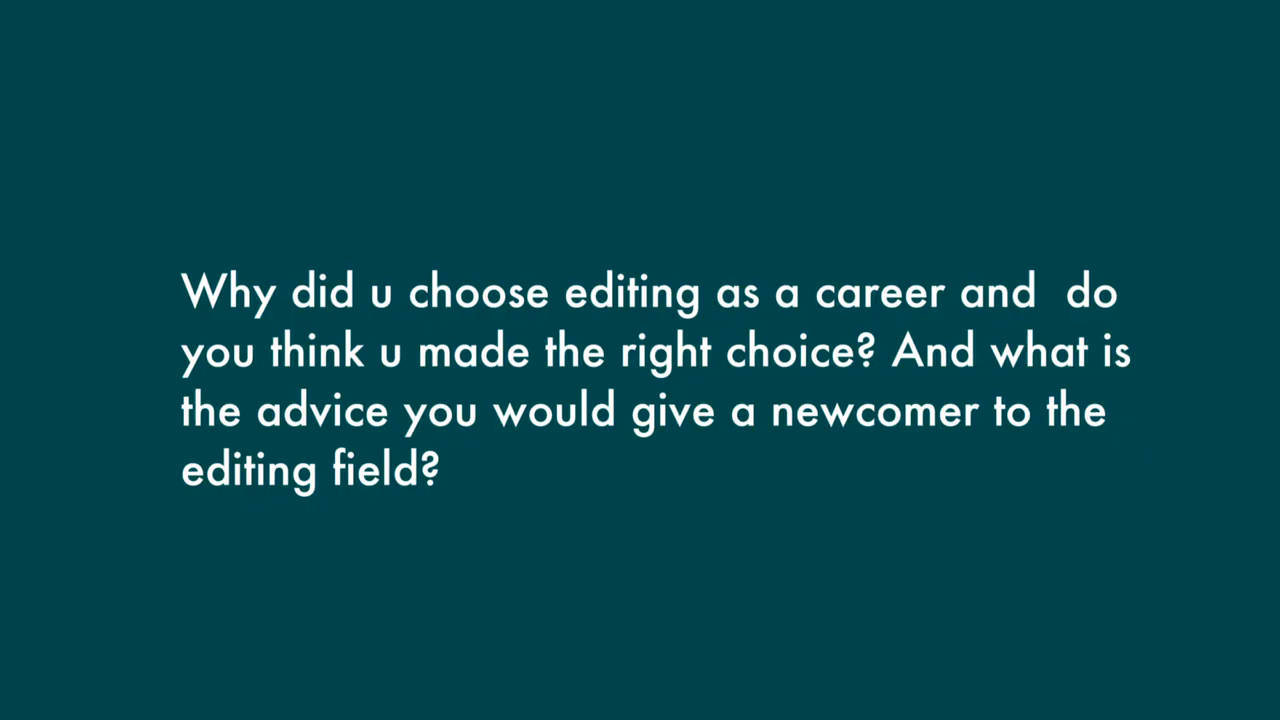 Why did u choose editing as a career and  do
you think u made the right choice? And what is
the advice you would give a newcomer to the
editing field?